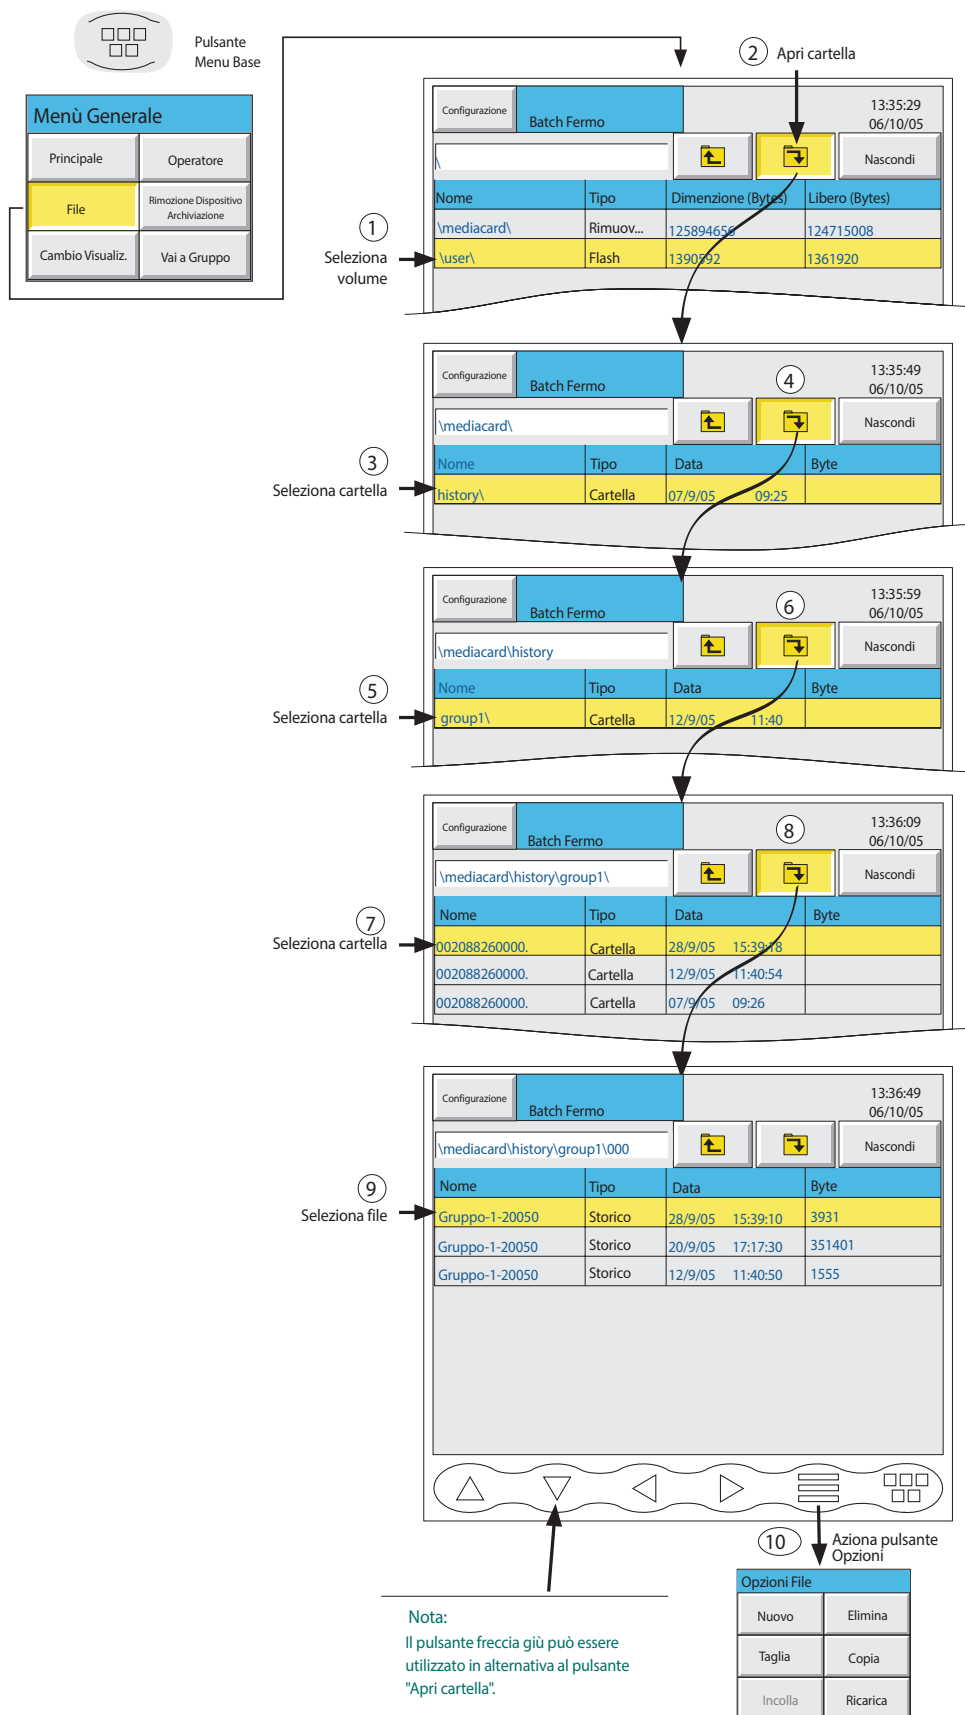 Pulsante
Menu Base
Menù Generale
Principale
Operatore
File
Rimozione Dispositivo
Archiviazione
Cambio Visualiz.
Vai a Gruppo
2 Apri cartella
Configurazione
Batch Fermo
13:35:29
06/10/05
\
Nascondi
Nome Tipo Dimenzione (Bytes) Libero (Bytes)
\mediacard\ Rimuov... 125894656 124715008
\user\ Flash 1390592 1361920
1
Seleziona
volume
Configurazione
Batch Fermo
4
13:35:49
06/10/05
\mediacard\
Nascondi
Nome Tipo Data Byte
history\ Cartella 07/9/05 09:25
3
Seleziona cartella
Configurazione
Batch Fermo
6
13:35:59
06/10/05
\mediacard\history
Nascondi
Nome Tipo Data Byte
group1\ Cartella 12/9/05 11:40
5
Seleziona cartella
Configurazione
Batch Fermo
8
13:36:09
06/10/05
\mediacard\history\group1\
Nascondi
Nome Tipo Data Byte
002088260000. Cartella 28/9/05 15:39:18
002088260000. Cartella 12/9/05 11:40:54
002088260000. Cartella 07/9/05 09:26
7
Seleziona cartella
Configurazione
Batch Fermo
13:36:49
06/10/05
\mediacard\history\group1\000
Nascondi
Nome Tipo Data Byte
Gruppo-1-20050 Storico 28/9/05 15:39:10 3931
Gruppo-1-20050 Storico 20/9/05 17:17:30 351401
Gruppo-1-20050 Storico 12/9/05 11:40:50 1555
9
Seleziona file
10
Aziona pulsante
Opzioni
Opzioni File
Nuovo
Elimina
Taglia
Copia
Incolla
Ricarica
Nota:
Il pulsante freccia giù può essere
utilizzato in alternativa al pulsante
"Apri cartella".